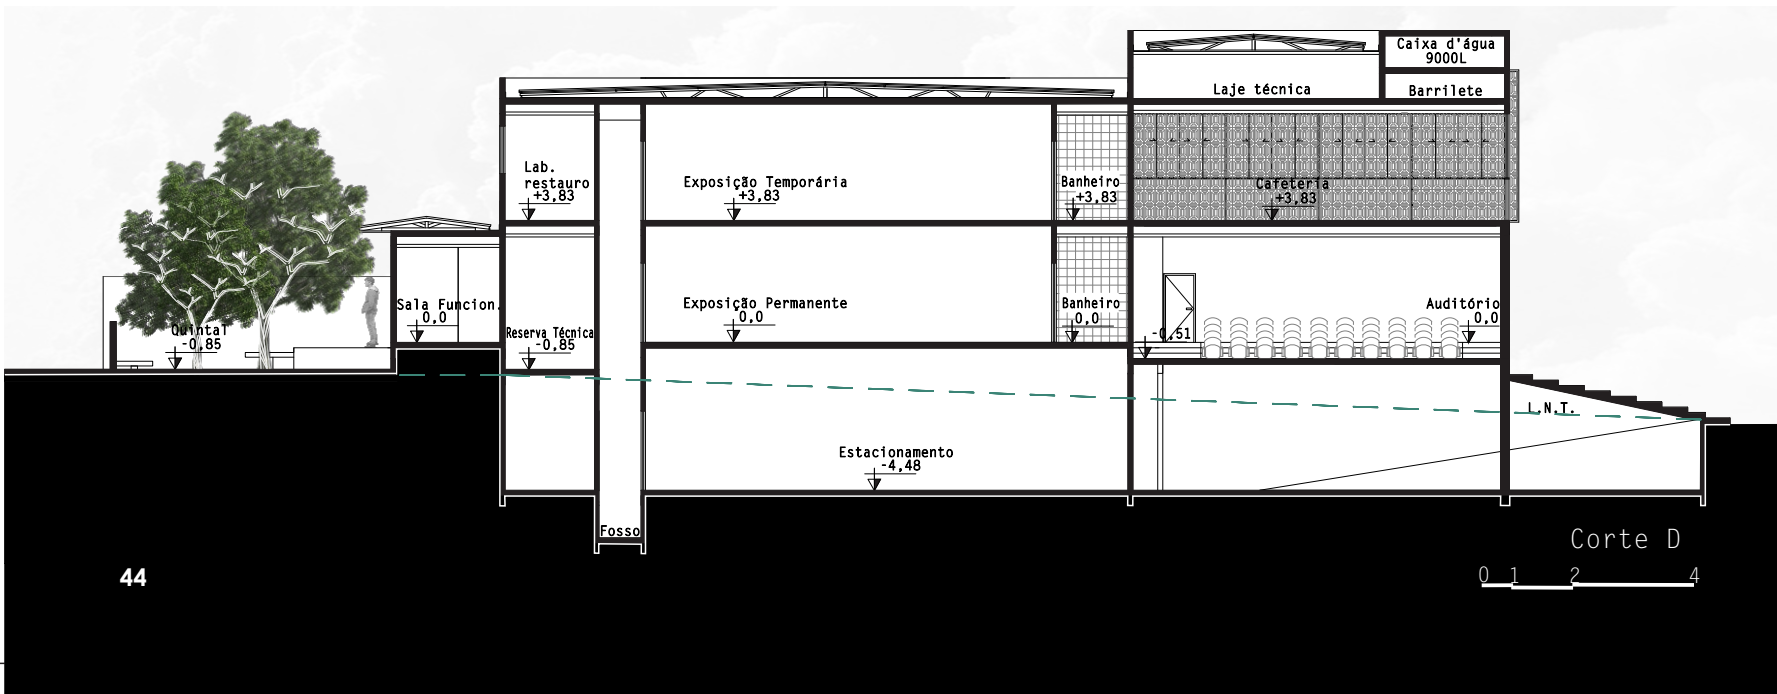 Caixa d'água
9000L
Laje técnica
Barrilete
Lab.
restauro
+3,83
Exposição Temporária
+3,83
Banheiro
+3,83
Cafeteria
+3,83
Sala Funcion.
0,0
Exposição Permanente
0,0
Banheiro
0,0
Auditório
0,0
Quintal
-0,85
Reserva Técnica
-0,85
-0,51
L.N.T.
Estacionamento
-4,48
Fosso
Corte D
44
0 1 2 4